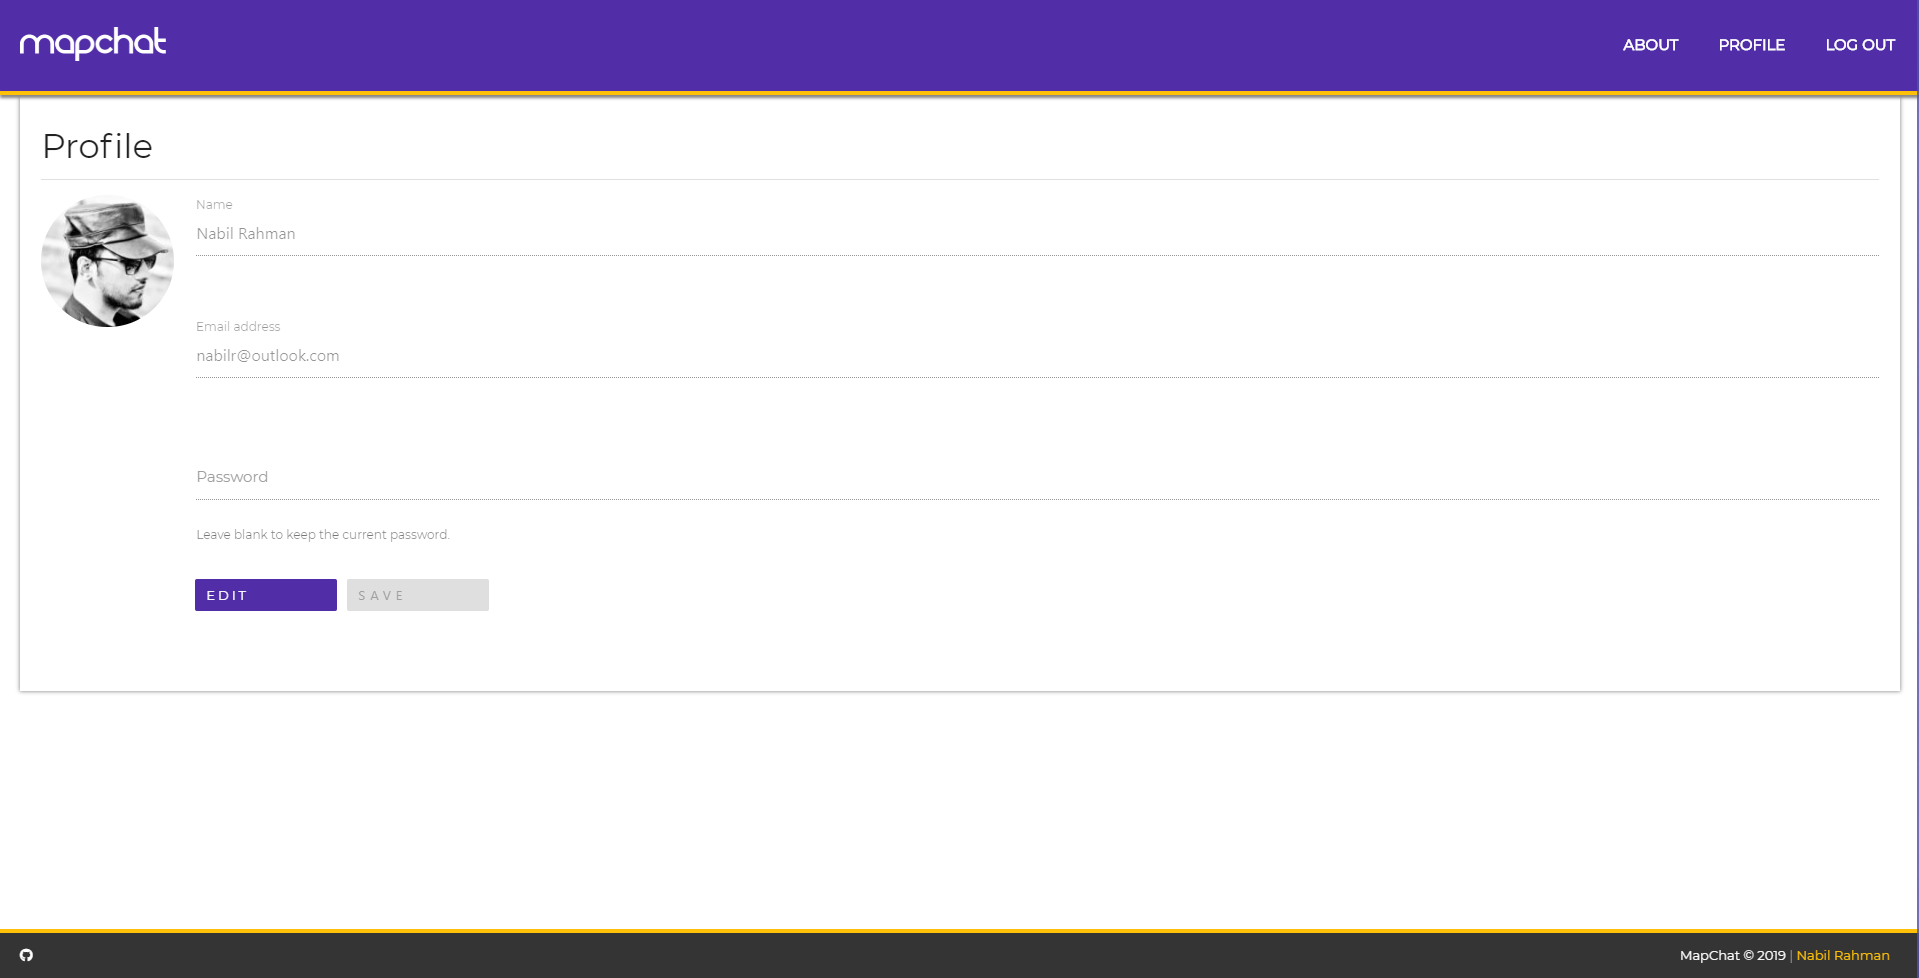 mapchat
ABOUT PROFILE LOG OUT
Profile
Name
Nabil Rahman
Email address
nabilr@outlook.com
Password
Leave blank to keep the current password.
EDIT SAVE
MapChat © 2019 | Nabil Rahman